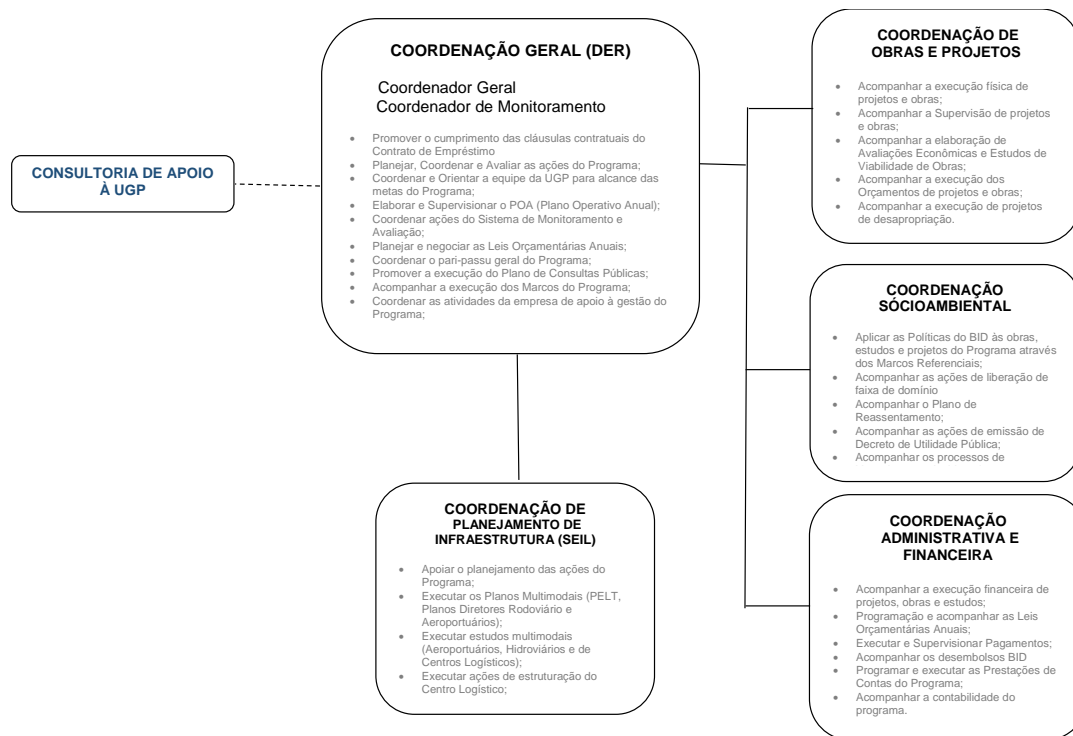 CONSULTORIA DE APOIO
À UGP
COORDENAÇÃO GERAL (DER)
Coordenador Geral
Coordenador de Monitoramento
• Promover o cumprimento das cláusulas contratuais do
Contrato de Empréstimo
• Planejar, Coordenar e Avaliar as ações do Programa;
• Coordenar e Orientar a equipe da UGP para alcance das
metas do Programa;
• Elaborar e Supervisionar o POA (Plano Operativo Anual);
• Coordenar ações do Sistema de Monitoramento e
Avaliação;
• Planejar e negociar as Leis Orçamentárias Anuais;
• Coordenar o pari-passu geral do Programa;
• Promover a execução do Plano de Consultas Públicas;
• Acompanhar a execução dos Marcos do Programa;
• Coordenar as atividades da empresa de apoio à gestão do
Programa;
COORDENAÇÃO DE
PLANEJAMENTO DE
INFRAESTRUTURA (SEIL)
• Apoiar o planejamento das ações do
Programa;
• Executar os Planos Multimodais (PELT,
Planos Diretores Rodoviário e
Aeroportuários);
• Executar estudos multimodais
(Aeroportuários, Hidroviários e de
Centros Logísticos);
• Executar ações de estruturação do
Centro Logístico;
COORDENAÇÃO DE
OBRAS E PROJETOS
• Acompanhar a execução física de
projetos e obras;
• Acompanhar a Supervisão de projetos
e obras;
• Acompanhar a elaboração de
Avaliações Econômicas e Estudos de
Viabilidade de Obras;
• Acompanhar a execução dos
Orçamentos de projetos e obras;
• Acompanhar a execução de projetos
de desapropriação.
COORDENAÇÃO
SÓCIOAMBIENTAL
• Aplicar as Políticas do BID às obras,
estudos e projetos do Programa através
dos Marcos Referenciais;
• Acompanhar as ações de liberação de
faixa de domínio
• Acompanhar o Plano de
Reassentamento;
• Acompanhar as ações de emissão de
Decreto de Utilidade Pública;
• Acompanhar os processos de
COORDENAÇÃO
ADMINISTRATIVA E
FINANCEIRA
• Acompanhar a execução financeira de
projetos, obras e estudos;
• Programação e acompanhar as Leis
Orçamentárias Anuais;
• Executar e Supervisionar Pagamentos;
• Acompanhar os desembolsos BID
• Programar e executar as Prestações de
Contas do Programa;
• Acompanhar a contabilidade do
programa.